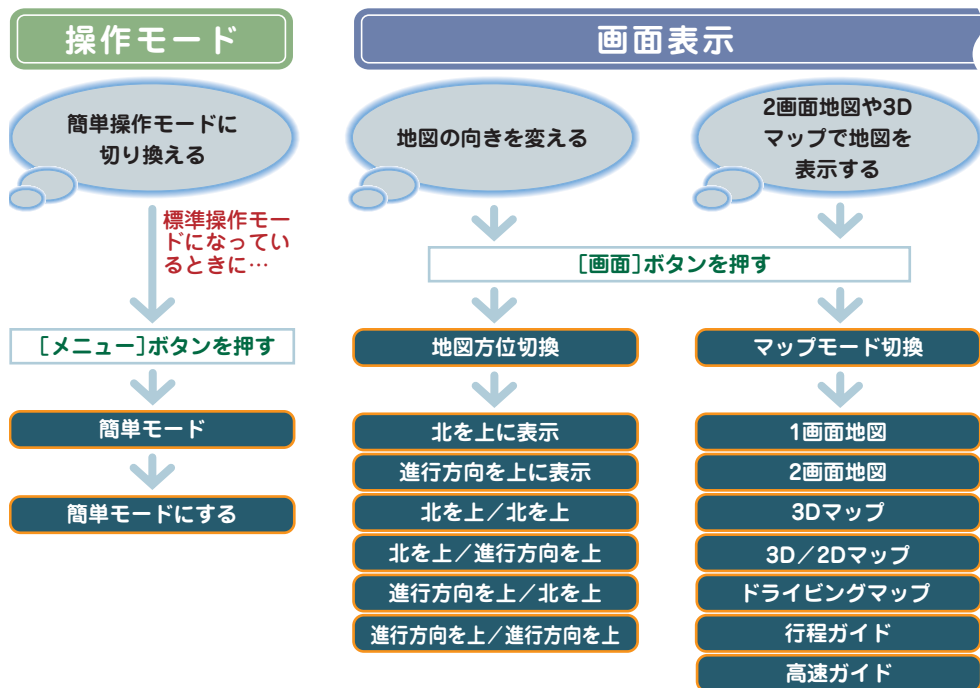 操作モード
画面表示
簡単操作モードに
切り換える
標準操作モー
ドになってい
るときに…
［メニュー］ボタンを押す
簡単モード
簡単モードにする
地図の向きを変える
2画面地図や3D
マップで地図を
表示する
［画面］ボタンを押す
地図方位切換
北を上に表示
進行方向を上に表示
北を上／北を上
北を上／進行方向を上
進行方向を上／北を上
進行方向を上／進行方向を上
マップモード切換
1画面地図
2画面地図
3Dマップ
3D／2Dマップ
ドライビングマップ
行程ガイド
高速ガイド